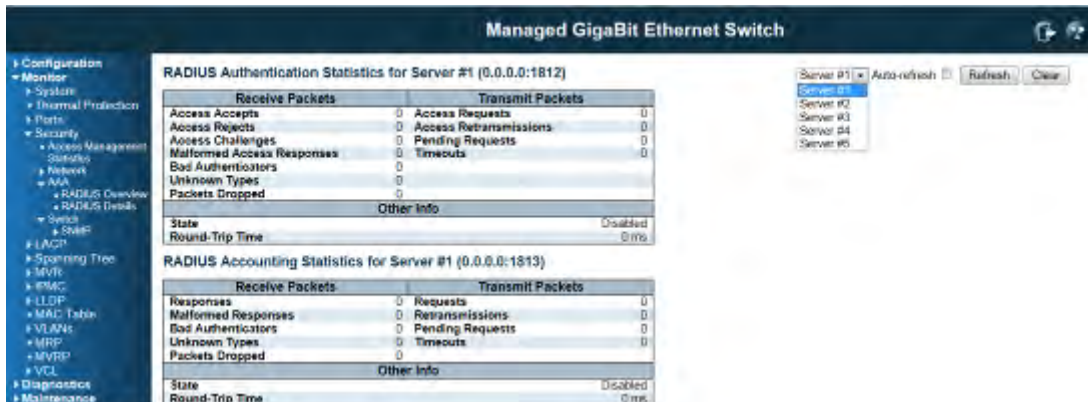 Managed GigaBit Ethernet Switch
Configuration
Monitor
System
Thermal Protection
Ports
Security
Access Management
Statistics
Network
AAA
RADIUS Overview
RADIUS Details
Switch
SNMP
LACP
Spanning Tree
MVR
IPMC
LLDP
MAC Table
VLANs
MRP
MVRP
VCL
Diagnostics
Maintenance
RADIUS Authentication Statistics for Server #1 (0.0.0.0:1812)
Receive Packets Transmit Packets
Access Accepts 0 Access Requests 0
Access Rejects 0 Access Retransmissions 0
Access Challenges 0 Pending Requests 0
Malformed Access Responses 0 Timeouts 0
Bad Authenticators 0
Unknown Types 0
Packets Dropped 0
Other Info
State Disabled
Round-Trip Time 0 ms
RADIUS Accounting Statistics for Server #1 (0.0.0.0:1813)
Receive Packets Transmit Packets
Responses 0 Requests 0
Malformed Responses 0 Retransmissions 0
Bad Authenticators 0 Pending Requests 0
Unknown Types 0 Timeouts 0
Packets Dropped 0
Other Info
State Disabled
Round-Trip Time 0 ms
Server #1 Auto-refresh Refresh Clear
Server #1
Server #2
Server #3
Server #4
Server #5